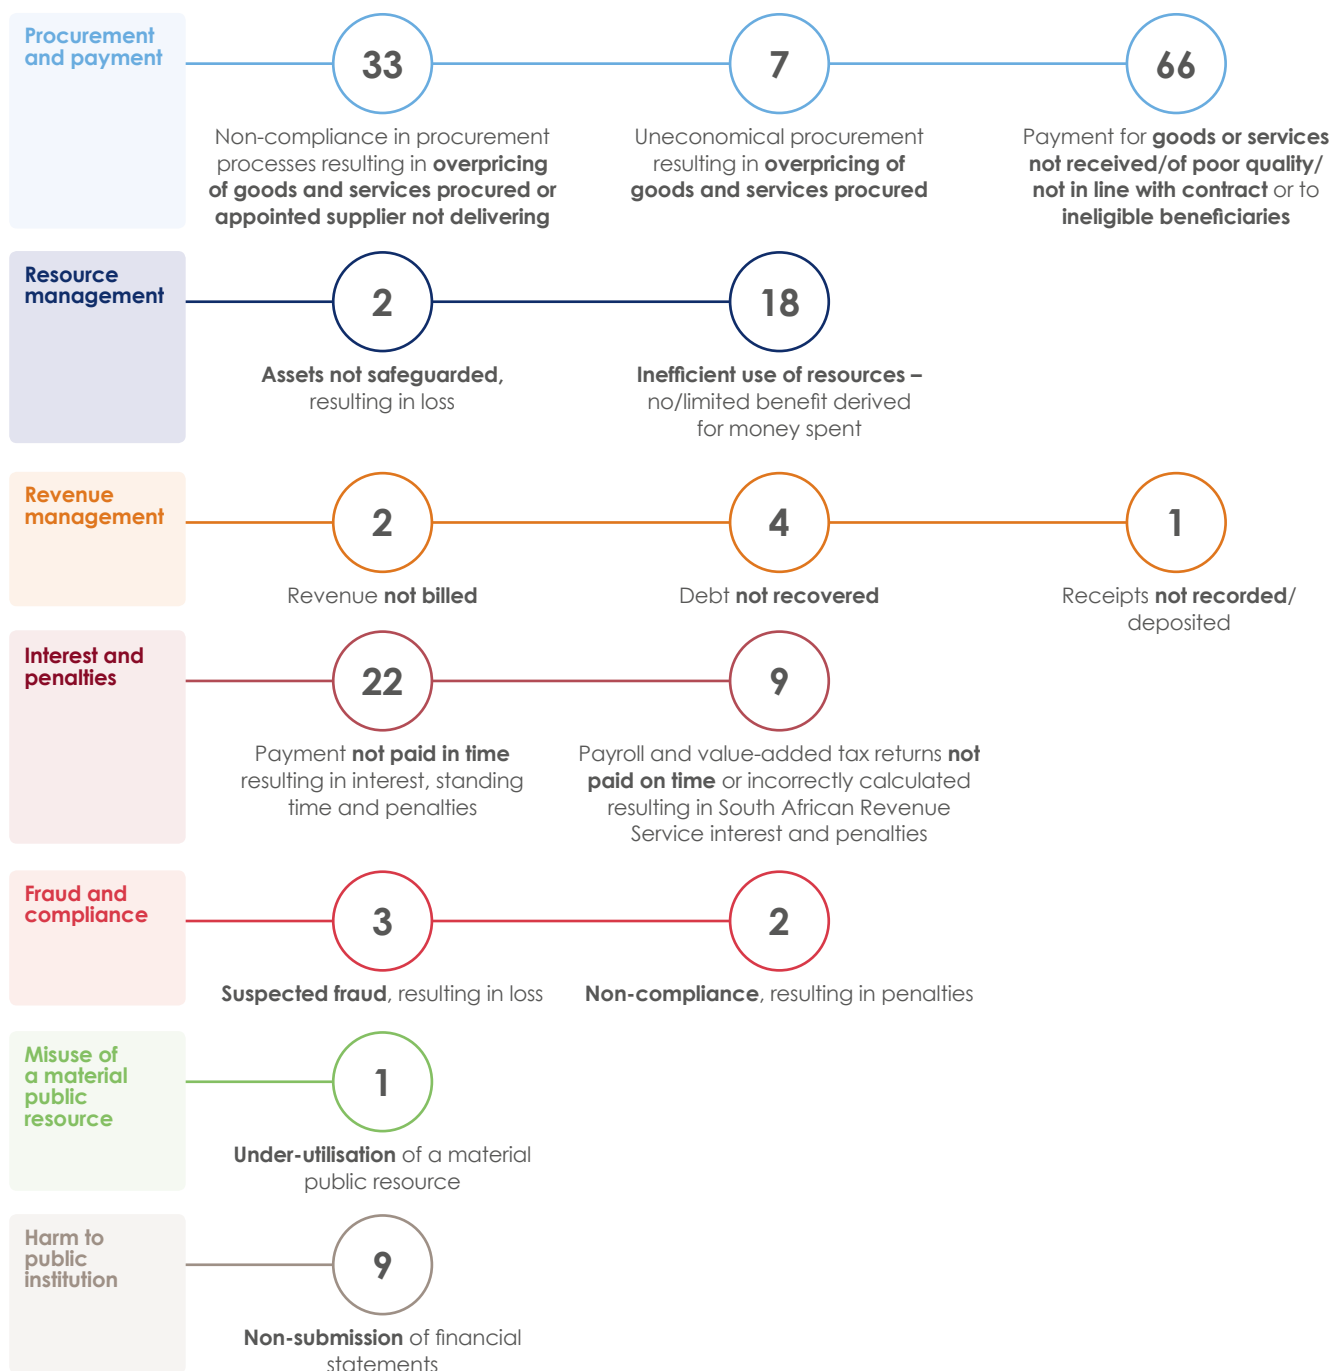 Procurement
and payment
33
7
66
Non-compliance in procurement
processes resulting in overpricing
of goods and services procured or
appointed supplier not delivering
Uneconomical procurement
resulting in overpricing of
goods and services procured
Payment for goods or services
not received/of poor quality/
not in line with contract or to
ineligible beneficiaries
Resource
management
2
18
Assets not safeguarded,
resulting in loss
Inefficient use of resources –
no/limited benefit derived
for money spent
Revenue
management
2
4
1
Revenue not billed
Debt not recovered
Receipts not recorded/
deposited
Interest and
penalties
22
9
Payment not paid in time
resulting in interest, standing
time and penalties
Payroll and value-added tax returns not
paid on time or incorrectly calculated
resulting in South African Revenue
Service interest and penalties
Fraud and
compliance
3
2
Suspected fraud, resulting in loss
Non-compliance, resulting in penalties
Misuse of
a material
public
resource
1
Under-utilisation of a material
public resource
Harm to
public
institution
9
Non-submission of financial
statements